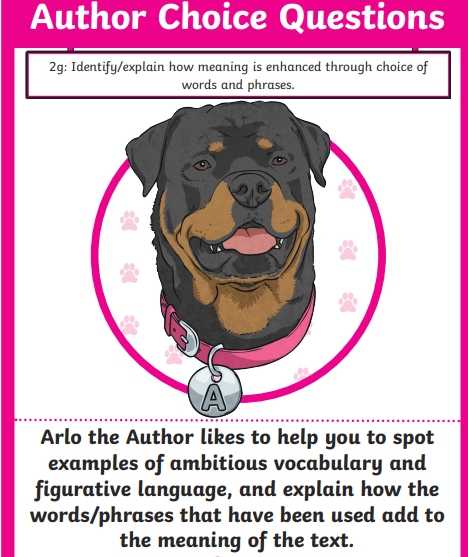 Author Choice Questions
2g: Identify/explain how meaning is enhanced through choice of
words and phrases.
A
Arlo the Author likes to help you to spot
examples of ambitious vocabulary and
figurative language, and explain how the
words/phrases that have been used add to
the meaning of the text.